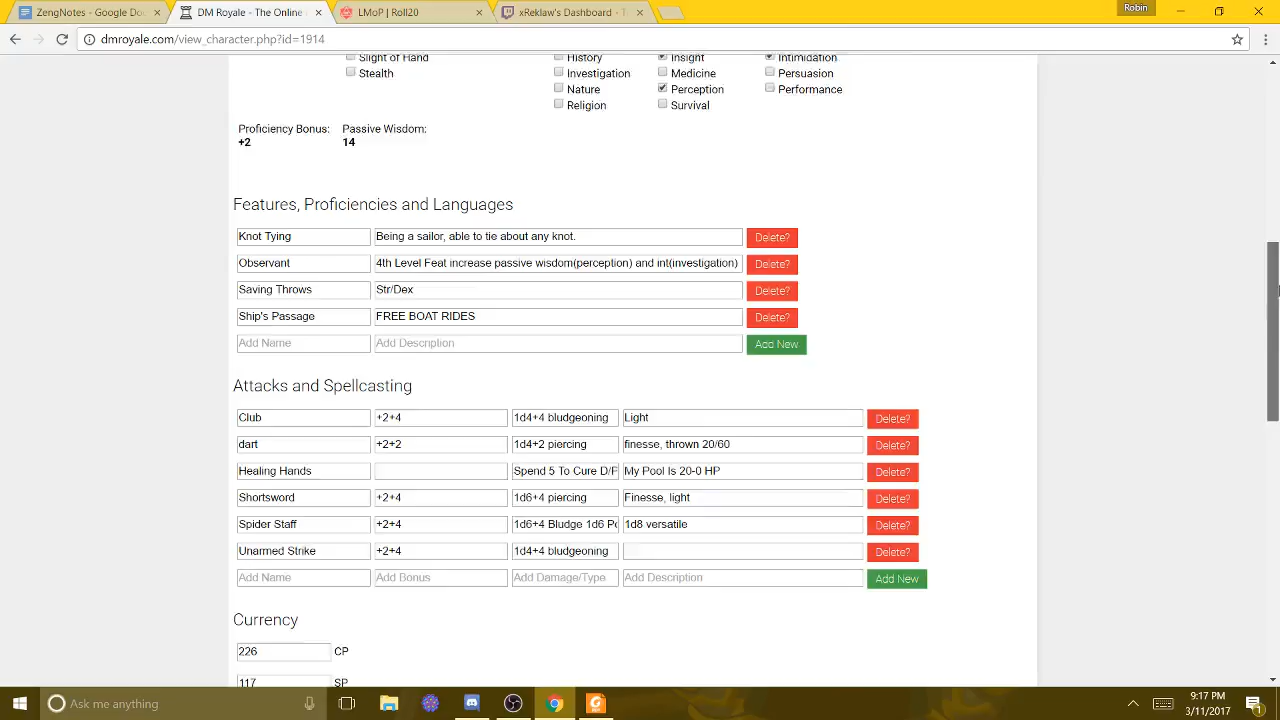 Robin
ZengNotes - Google Doc
DM Royale - The Online
LMoP | Roll20
xReklaw's Dashboard - T
dmroyale.com/view_character.php?id=1914
Slight of Hand
History
Insight
Intimidation
Stealth
Investigation
Medicine
Persuasion
Nature
Perception
Performance
Religion
Survival
Proficiency Bonus: Passive Wisdom:
+2 14
Features, Proficiencies and Languages
Knot Tying Being a sailor, able to tie about any knot. Delete?
Observant 4th Level Feat increase passive wisdom(perception) and int(investigation) Delete?
Saving Throws Str/Dex Delete?
Ship's Passage FREE BOAT RIDES Delete?
Add Name Add Description Add New
Attacks and Spellcasting
Club +2+4 1d4+4 bludgeoning Light Delete?
dart +2+2 1d4+2 piercing finesse, thrown 20/60 Delete?
Healing Hands Spend 5 To Cure D/F My Pool Is 20-0 HP Delete?
Shortsword +2+4 1d6+4 piercing Finesse, light Delete?
Spider Staff +2+4 1d6+4 Bludge 1d6 Po 1d8 versatile Delete?
Unarmed Strike +2+4 1d4+4 bludgeoning Delete?
Add Name Add Bonus Add Damage/Type Add Description Add New
Currency
226 CP
117 SP
Ask me anything
9:17 PM
3/11/2017